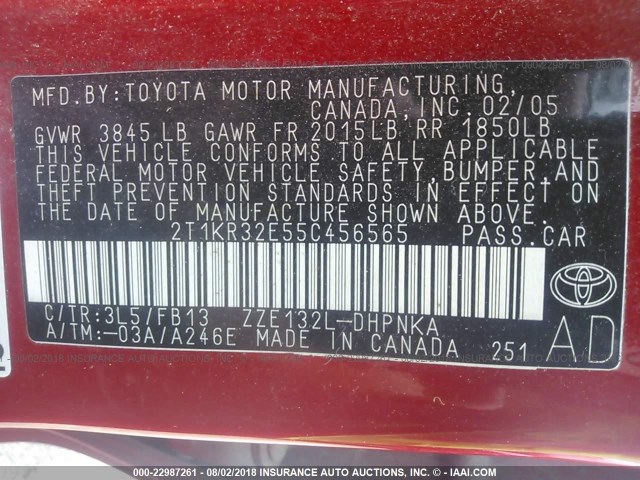 MFD.BY:TOYOTA MOTOR MANUFACTURING,
CANADA,INC. 02/05
GVWR 3845 LB GAWR FR 2015LB RR 1850LB
THIS VEHICLE CONFORMS TO ALL APPLICABLE
FEDERAL MOTOR VEHICLE SAFETY,BUMPER,AND
THEFT PREVENTION STANDARDS IN EFFECT ON
THE DATE OF MANUFACTURE SHOWN ABOVE.
2T1KR32E55C456565 PASS.CAR
C/TR:3L5/FB13 ZZE132L-DHPNKA
A/TM:-03A/A246E MADE IN CANADA 251
AD
000-22987261 - 08/02/2018 - INSURANCE AUTO AUCTIONS, INC. - © - IAAI.COM